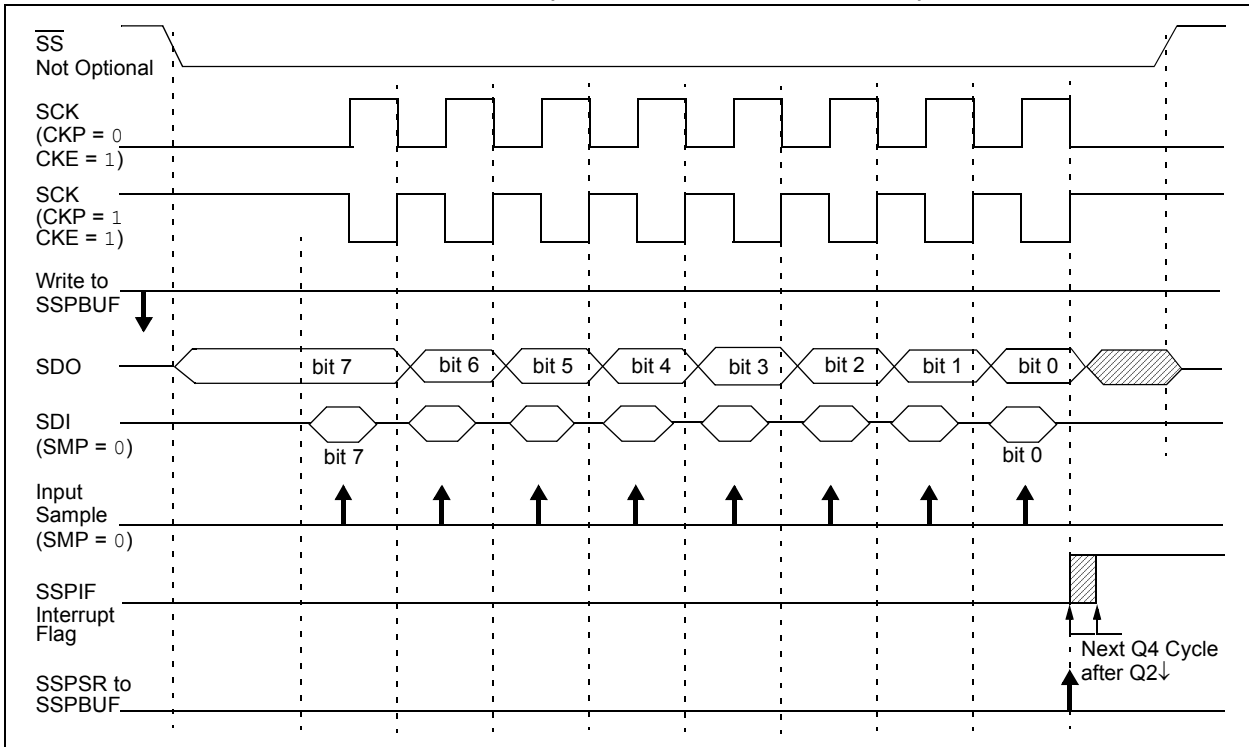 SS
Not Optional
SCK
(CKP = 0
CKE = 1)
SCK
(CKP = 1
CKE = 1)
Write to
SSPBUF
SDO
bit 7 bit 6 bit 5 bit 4 bit 3 bit 2 bit 1 bit 0
SDI
(SMP = 0)
bit 7 bit 0
Input
Sample
(SMP = 0)
SSPIF
Interrupt
Flag
Next Q4 Cycle
after Q2↓
SSPSR to
SSPBUF